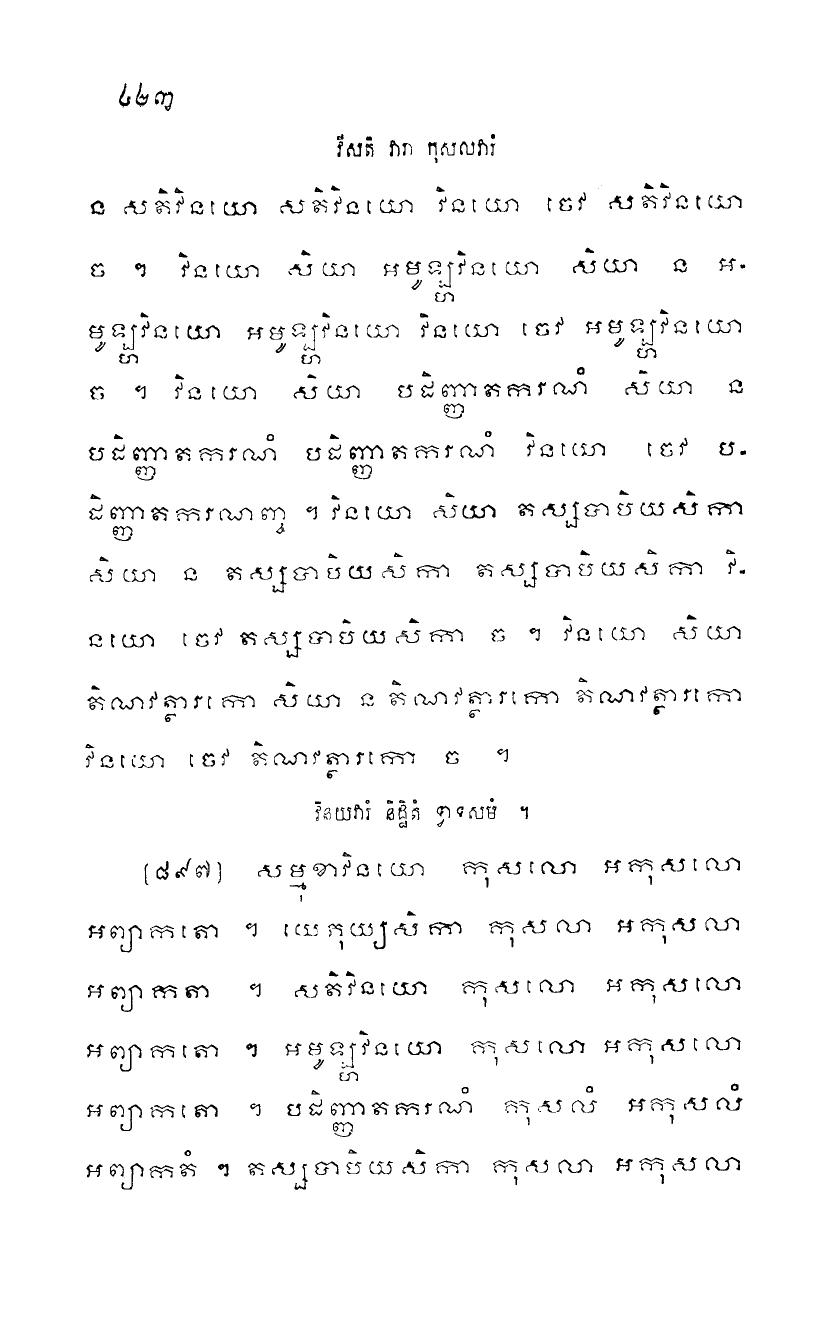 ៤២៣
វីសតិ វារា កុសលវារំ
ន សតិវិនយោ សតិវិនយោ វិនយោ ចេវ សតិវិនយោ
ច ។ វិនយោ សិយា អមូឡ្ហវិនយោ សិយា ន អ-
មូឡ្ហវិនយោ អមូឡ្ហវិនយោ វិនយោ ចេវ អមូឡ្ហវិនយោ
ច ។ វិនយោ សិយា បដិញ្ញាតករណំ សិយា ន
បដិញ្ញាតករណំ បដិញ្ញាតករណំ វិនយោ ចេវ ប-
ដិញ្ញាតករណញ្ច ។ វិនយោ សិយា តស្សបាបិយសិកា
សិយា ន តស្សបាបិយសិកា តស្សបាបិយសិកា វិ-
នយោ ចេវ តស្សបាបិយសិកា ច ។ វិនយោ សិយា
តិណវត្ថារកោ សិយា ន តិណវត្ថារកោ តិណវត្ថារកោ
វិនយោ ចេវ តិណវត្ថារកោ ច ។
វិនយវារំ និដ្ឋិតំ ទ្វាទសមំ ។
[៨៩៧] សម្មុខាវិនយោ កុសលោ អកុសលោ
អព្យាកតោ ។ យេភុយ្យសិកា កុសលា អកុសលា
អព្យាកតា ។ សតិវិនយោ កុសលោ អកុសលោ
អព្យាកតោ ។ អមូឡ្ហវិនយោ កុសលោ អកុសលោ
អព្យាកតោ ។ បដិញ្ញាតករណំ កុសលំ អកុសលំ
អព្យាកតំ ។ តស្សបាបិយសិកា កុសលា អកុសលា